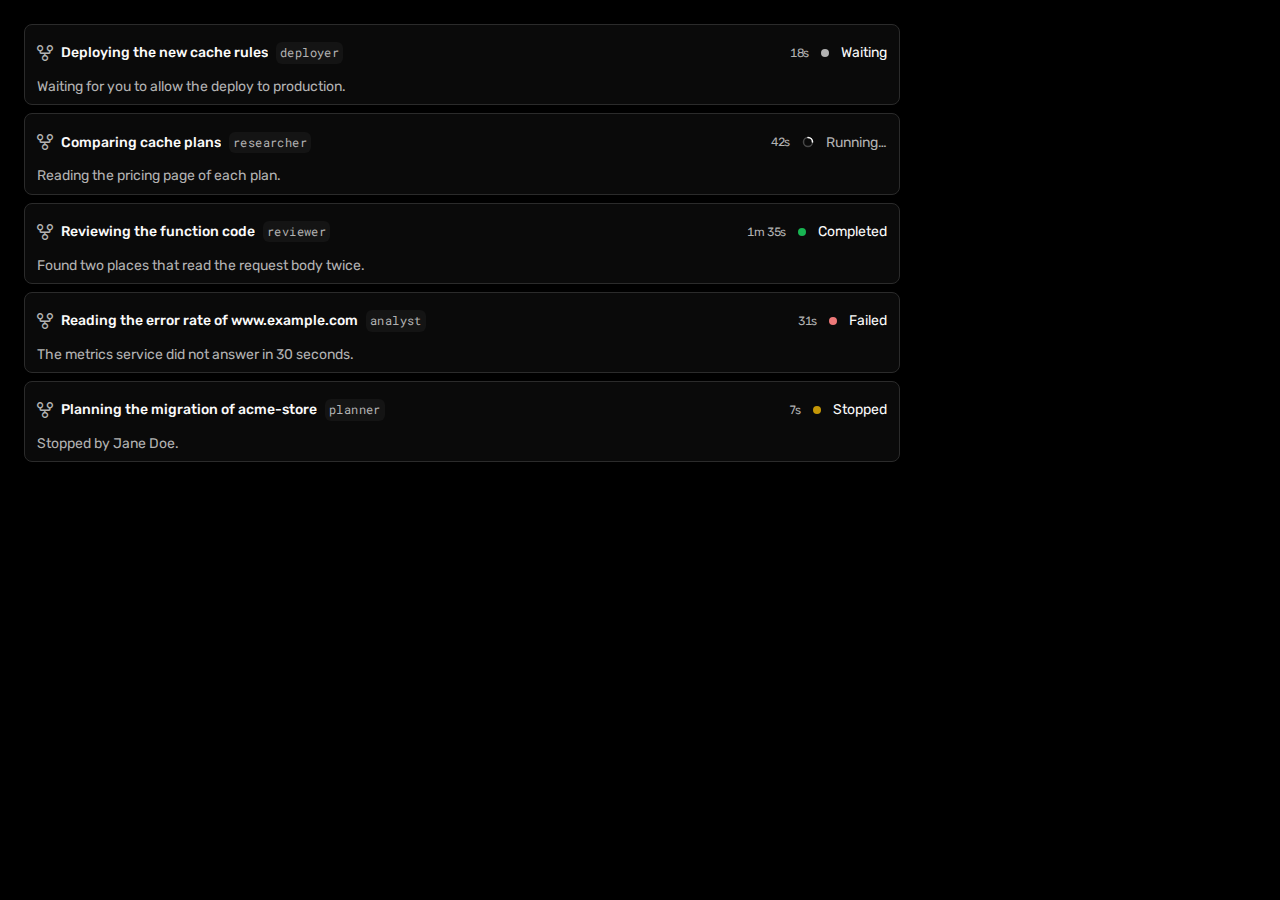 Deploying the new cache rules deployer 18s Waiting
Waiting for you to allow the deploy to production.
Comparing cache plans researcher 42s Running…
Reading the pricing page of each plan.
Reviewing the function code reviewer 1m 35s Completed
Found two places that read the request body twice.
Reading the error rate of www.example.com analyst 31s Failed
The metrics service did not answer in 30 seconds.
Planning the migration of acme-store planner 7s Stopped
Stopped by Jane Doe.